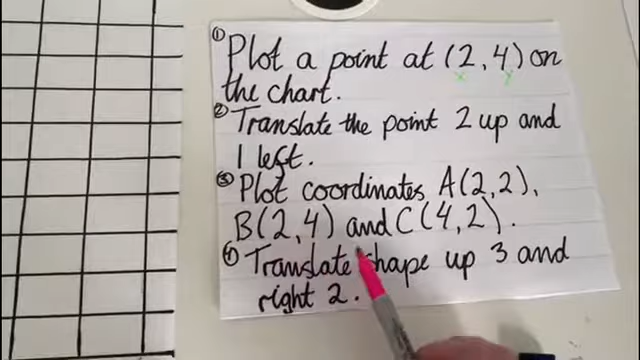 ① Plot a point at (2, 4) on
x y
the chart.
② Translate the point 2 up and
1 left.
③ Plot coordinates A(2,2),
B(2,4) and C(4,2).
④ Translate shape up 3 and
right 2.